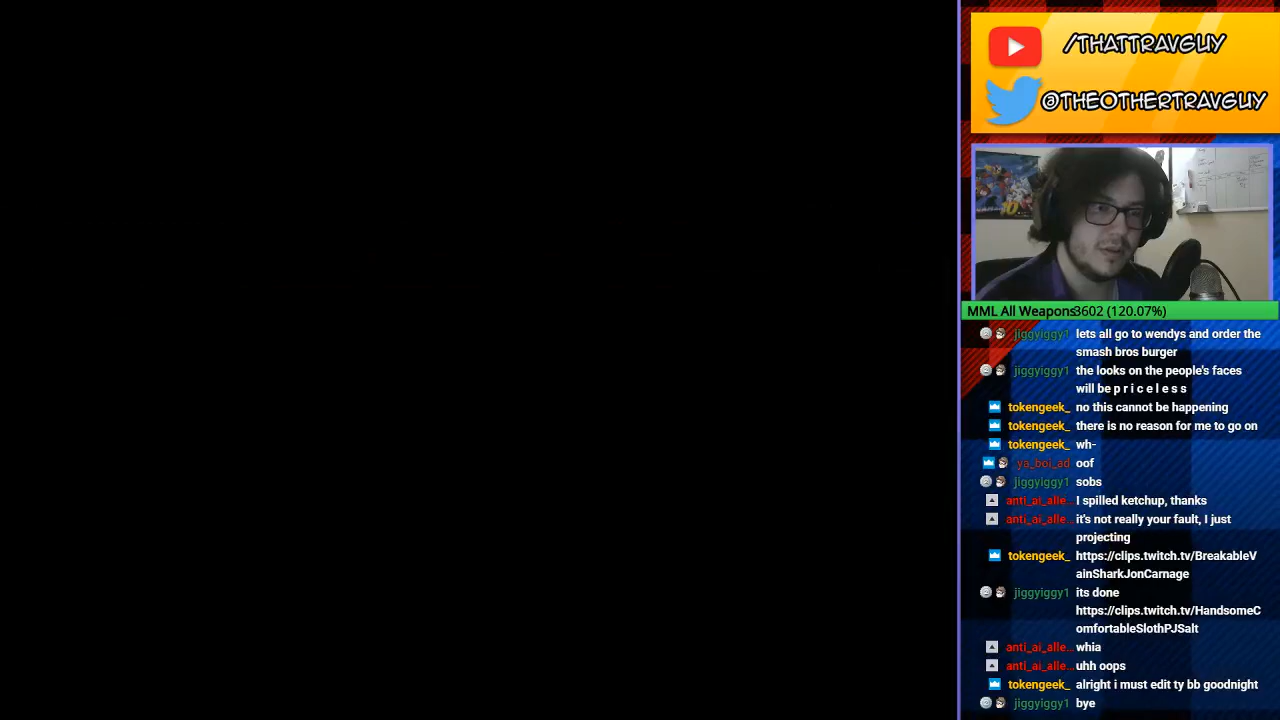 /THATTRAVGUY
@THEOTHERTRAVGUY
MML All Weapons3602 (120.07%)
jiggyiggy1 lets all go to wendys and order the
smash bros burger
jiggyiggy1 the looks on the people's faces
will be p r i c e l e s s
tokengeek_ no this cannot be happening
tokengeek_ there is no reason for me to go on
tokengeek_ wh-
ya_boi_ad oof
jiggyiggy1 sobs
anti_ai_alle... I spilled ketchup, thanks
anti_ai_alle... it's not really your fault, I just
projecting
tokengeek_ https://clips.twitch.tv/BreakableV
ainSharkJonCarnage
jiggyiggy1 its done
https://clips.twitch.tv/HandsomeC
omfortableSlothPJSalt
anti_ai_alle... whia
anti_ai_alle... uhh oops
tokengeek_ alright i must edit ty bb goodnight
jiggyiggy1 bye